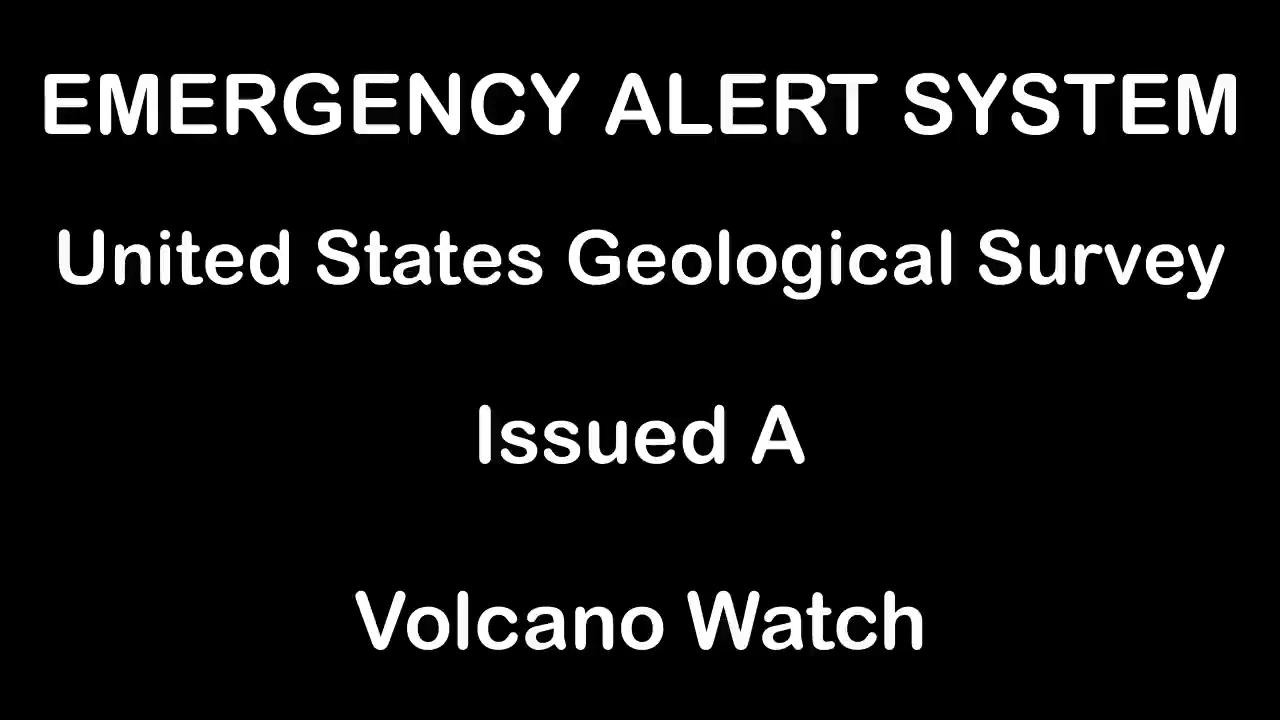 EMERGENCY ALERT SYSTEM
United States Geological Survey
Issued A
Volcano Watch